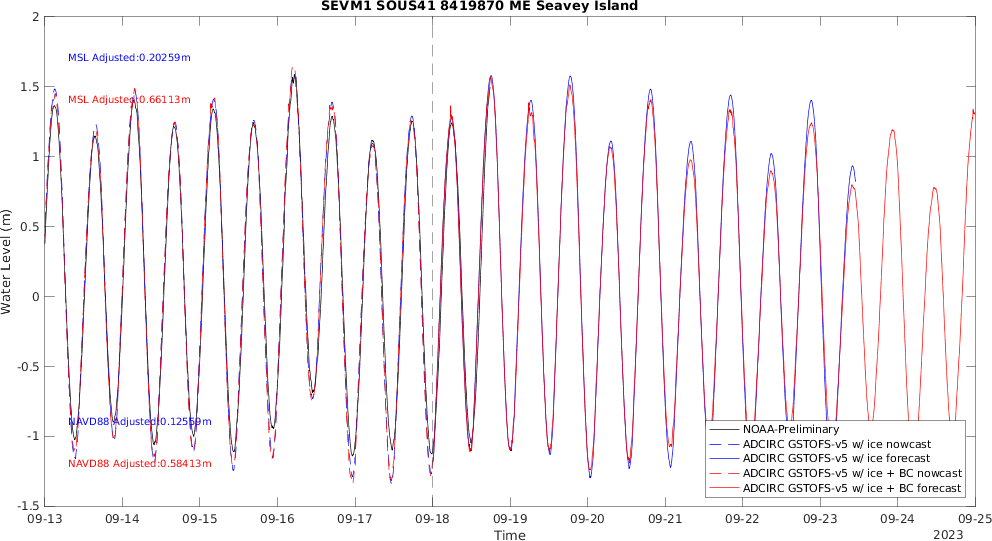 SEVM1 SOUS41 8419870 ME Seavey Island
2
1.5
1
0.5
0
-0.5
-1
-1.5
Water Level (m)
MSL Adjusted:0.20259m
MSL Adjusted:0.66113m
NAVD88 Adjusted:0.12559m
NAVD88 Adjusted:0.58413m
NOAA-Preliminary
ADCIRC GSTOFS-v5 w/ ice nowcast
ADCIRC GSTOFS-v5 w/ ice forecast
ADCIRC GSTOFS-v5 w/ ice + BC nowcast
ADCIRC GSTOFS-v5 w/ ice + BC forecast
09-13 09-14 09-15 09-16 09-17 09-18 09-19 09-20 09-21 09-22 09-23 09-24 09-25
Time
2023